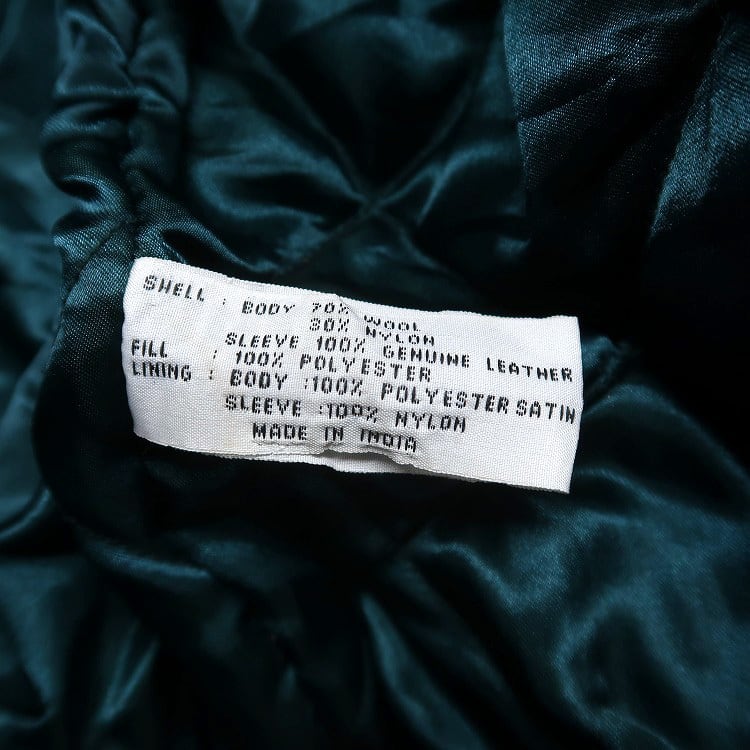 SHELL : BODY 70% WOOL
30% NYLON
SLEEVE 100% GENUINE LEATHER
FILL : 100% POLYESTER
LINING : BODY :100% POLYESTER SATIN
SLEEVE :100% NYLON
MADE IN INDIA